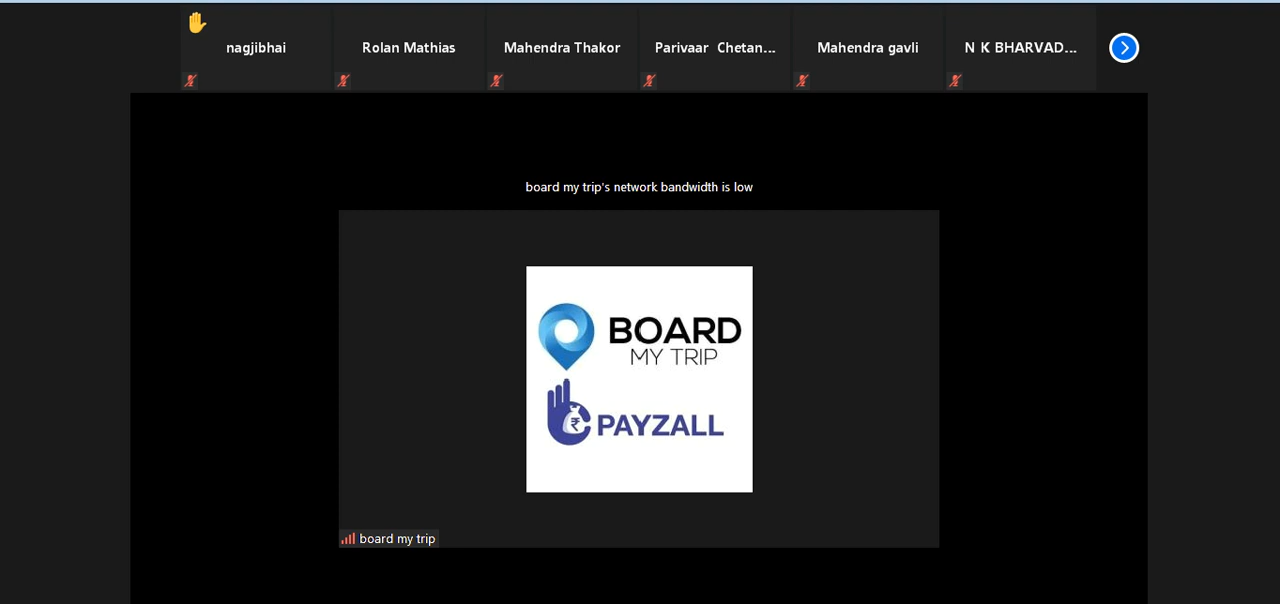 nagjibhai
Rolan Mathias
Mahendra Thakor
Parivaar Chetan...
Mahendra gavli
N K BHARVAD...
board my trip's network bandwidth is low
BOARD
MY TRIP
₹
PAYZALL
board my trip